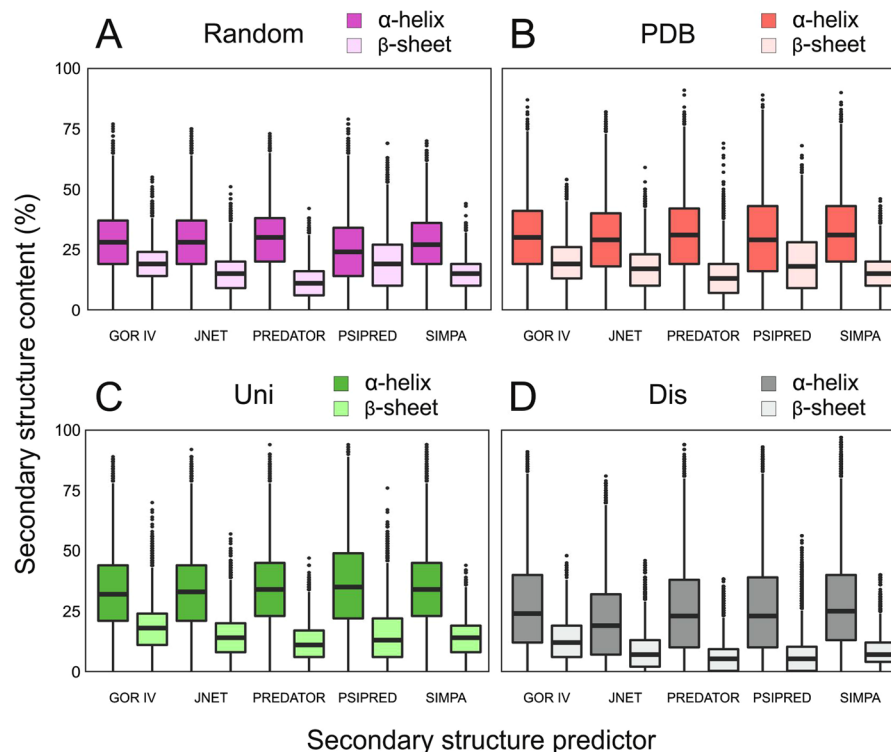 A Random α-helix β-sheet
B PDB α-helix β-sheet
Secondary structure content (%)
100
75
50
25
0
GOR IV JNET PREDATOR PSIPRED SIMPA
GOR IV JNET PREDATOR PSIPRED SIMPA
C Uni α-helix β-sheet
D Dis α-helix β-sheet
100
75
50
25
0
GOR IV JNET PREDATOR PSIPRED SIMPA
GOR IV JNET PREDATOR PSIPRED SIMPA
Secondary structure predictor